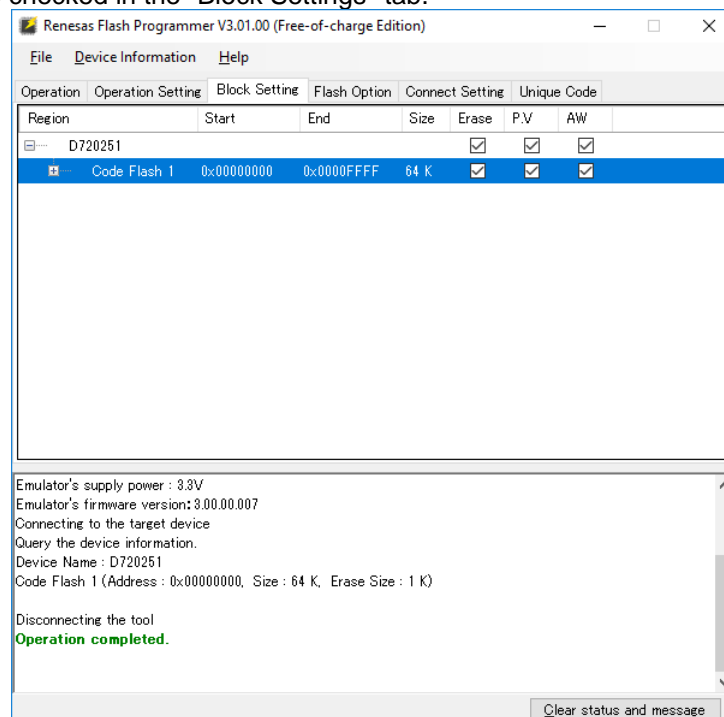 checked in the "Block Settings" tab.
Renesas Flash Programmer V3.01.00 (Free-of-charge Edition)
File Device Information Help
Operation Operation Setting Block Setting Flash Option Connect Setting Unique Code
Region Start End Size Erase P.V AW
D720251
Code Flash 1 0x00000000 0x0000FFFF 64 K
Emulator's supply power : 3.3V
Emulator's firmware version: 3.00.00.007
Connecting to the target device
Query the device information.
Device Name : D720251
Code Flash 1 (Address : 0x00000000, Size : 64 K, Erase Size : 1 K)
Disconnecting the tool
Operation completed.
Clear status and message